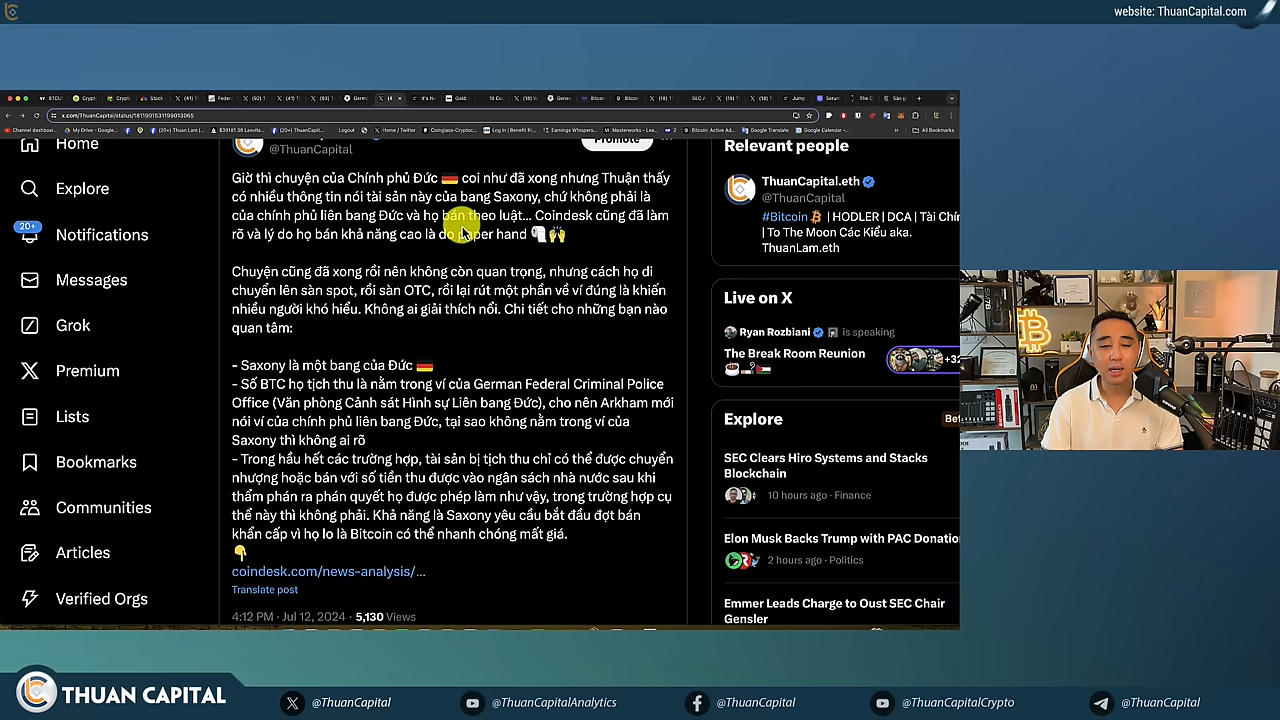 website: ThuanCapital.com
x.com/ThuanCapital/status/1811901531199013065
Home
Explore
20+
Notifications
Messages
Grok
Premium
Lists
Bookmarks
Communities
Articles
Verified Orgs
@ThuanCapital
Promote
Giờ thì chuyện của Chính phủ Đức 🇩🇪 coi như đã xong nhưng Thuận thấy
có nhiều thông tin nói tài sản này của bang Saxony, chứ không phải là
của chính phủ liên bang Đức và họ bán theo luật... Coindesk cũng đã làm
rõ và lý do họ bán khả năng cao là do paper hand 🧻🙌
Chuyện cũng đã xong rồi nên không còn quan trọng, nhưng cách họ di
chuyển lên sàn spot, rồi sàn OTC, rồi lại rút một phần về ví đúng là khiến
nhiều người khó hiểu. Không ai giải thích nổi. Chi tiết cho những bạn nào
quan tâm:
- Saxony là một bang của Đức 🇩🇪
- Số BTC họ tịch thu là nằm trong ví của German Federal Criminal Police
Office (Văn phòng Cảnh sát Hình sự Liên bang Đức), cho nên Arkham mới
nói ví của chính phủ liên bang Đức, tại sao không nằm trong ví của
Saxony thì không ai rõ
- Trong hầu hết các trường hợp, tài sản bị tịch thu chỉ có thể được chuyển
nhượng hoặc bán với số tiền thu được vào ngân sách nhà nước sau khi
thẩm phán ra phán quyết họ được phép làm như vậy, trong trường hợp cụ
thể này thì không phải. Khả năng là Saxony yêu cầu bắt đầu đợt bán
khẩn cấp vì họ lo là Bitcoin có thể nhanh chóng mất giá.
👇
coindesk.com/news-analysis/...
Translate post
4:12 PM · Jul 12, 2024 · 5,130 Views
Relevant people
ThuanCapital.eth
@ThuanCapital
#Bitcoin | HODLER | DCA | Tài Chín
| To The Moon Các Kiểu aka.
ThuanLam.eth
Live on X
Ryan Rozbiani is speaking
The Break Room Reunion
+32
Explore
Bet
SEC Clears Hiro Systems and Stacks
Blockchain
10 hours ago · Finance
Elon Musk Backs Trump with PAC Donation
2 hours ago · Politics
Emmer Leads Charge to Oust SEC Chair
Gensler
THUAN CAPITAL
@ThuanCapital
@ThuanCapitalAnalytics
@ThuanCapital
@ThuanCapitalCrypto
@ThuanCapital